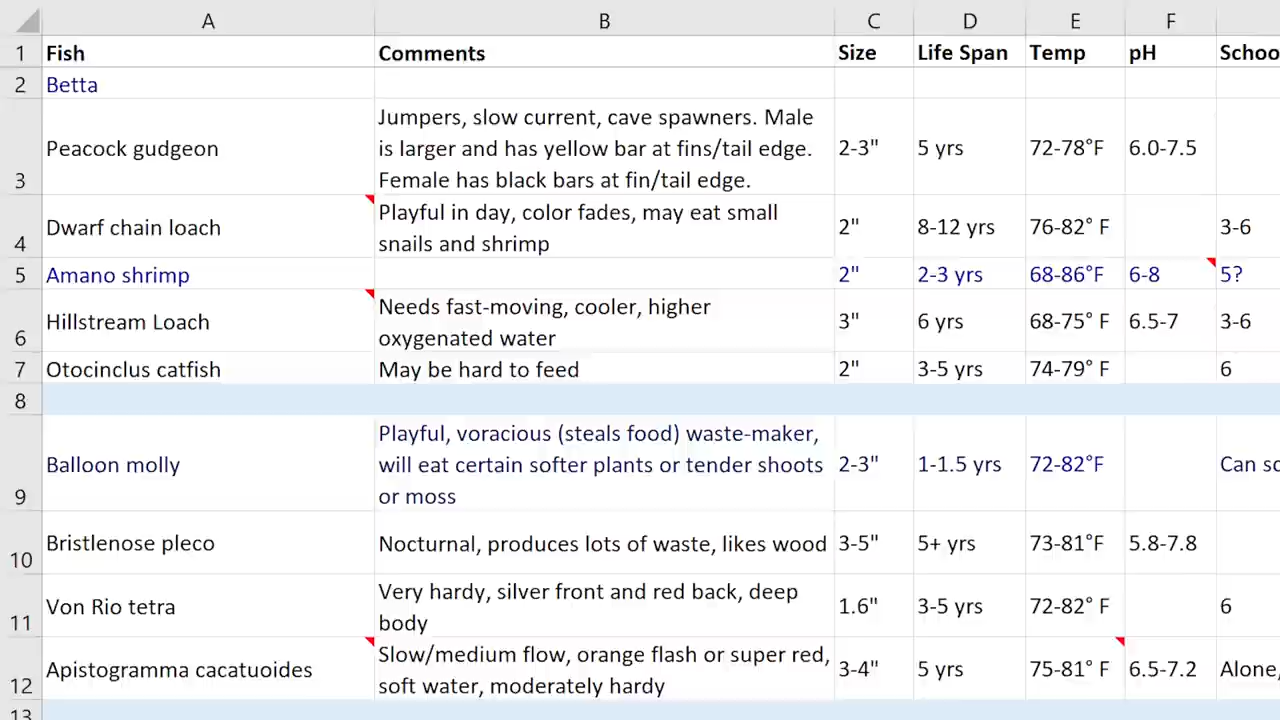 A B C D E F
1 Fish Comments Size Life Span Temp pH Schoo
2 Betta
Jumpers, slow current, cave spawners. Male
Peacock gudgeon is larger and has yellow bar at fins/tail edge. 2-3" 5 yrs 72-78°F 6.0-7.5
3 Female has black bars at fin/tail edge.
Playful in day, color fades, may eat small
Dwarf chain loach 2" 8-12 yrs 76-82° F 3-6
4 snails and shrimp
5 Amano shrimp 2" 2-3 yrs 68-86°F 6-8 5?
Needs fast-moving, cooler, higher
Hillstream Loach 3" 6 yrs 68-75° F 6.5-7 3-6
6 oxygenated water
7 Otocinclus catfish May be hard to feed 2" 3-5 yrs 74-79° F 6
8
Playful, voracious (steals food) waste-maker,
Balloon molly will eat certain softer plants or tender shoots 2-3" 1-1.5 yrs 72-82°F Can sc
9 or moss
Bristlenose pleco Nocturnal, produces lots of waste, likes wood 3-5" 5+ yrs 73-81°F 5.8-7.8
10
Very hardy, silver front and red back, deep
Von Rio tetra 1.6" 3-5 yrs 72-82° F 6
11 body
Slow/medium flow, orange flash or super red,
Apistogramma cacatuoides 3-4" 5 yrs 75-81° F 6.5-7.2 Alone,
12 soft water, moderately hardy
13